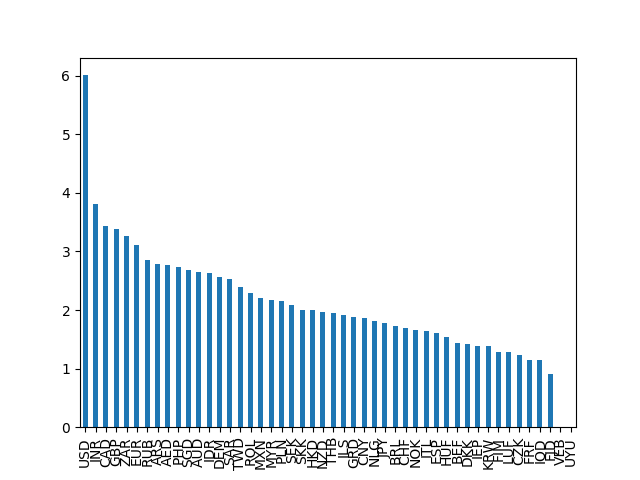 6
5
4
3
2
1
0
USD
INR
CAD
GBP
ZAR
EUR
RUB
ARS
AED
PHP
SGD
AUD
IDR
DEM
SAR
TWD
ROL
MXN
MYR
PLN
SEK
SKK
HKD
NZD
THB
ILS
GRD
CNY
NLG
JPY
BRL
CHF
NOK
ITL
ESP
HUF
BEF
DKK
IEP
KRW
FIM
LUF
CZK
FRF
IQD
FJD
VEB
UYU